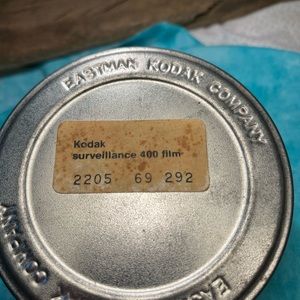 EASTMAN KODAK COMPANY
Kodak
surveillance 400 film
2205 69 292